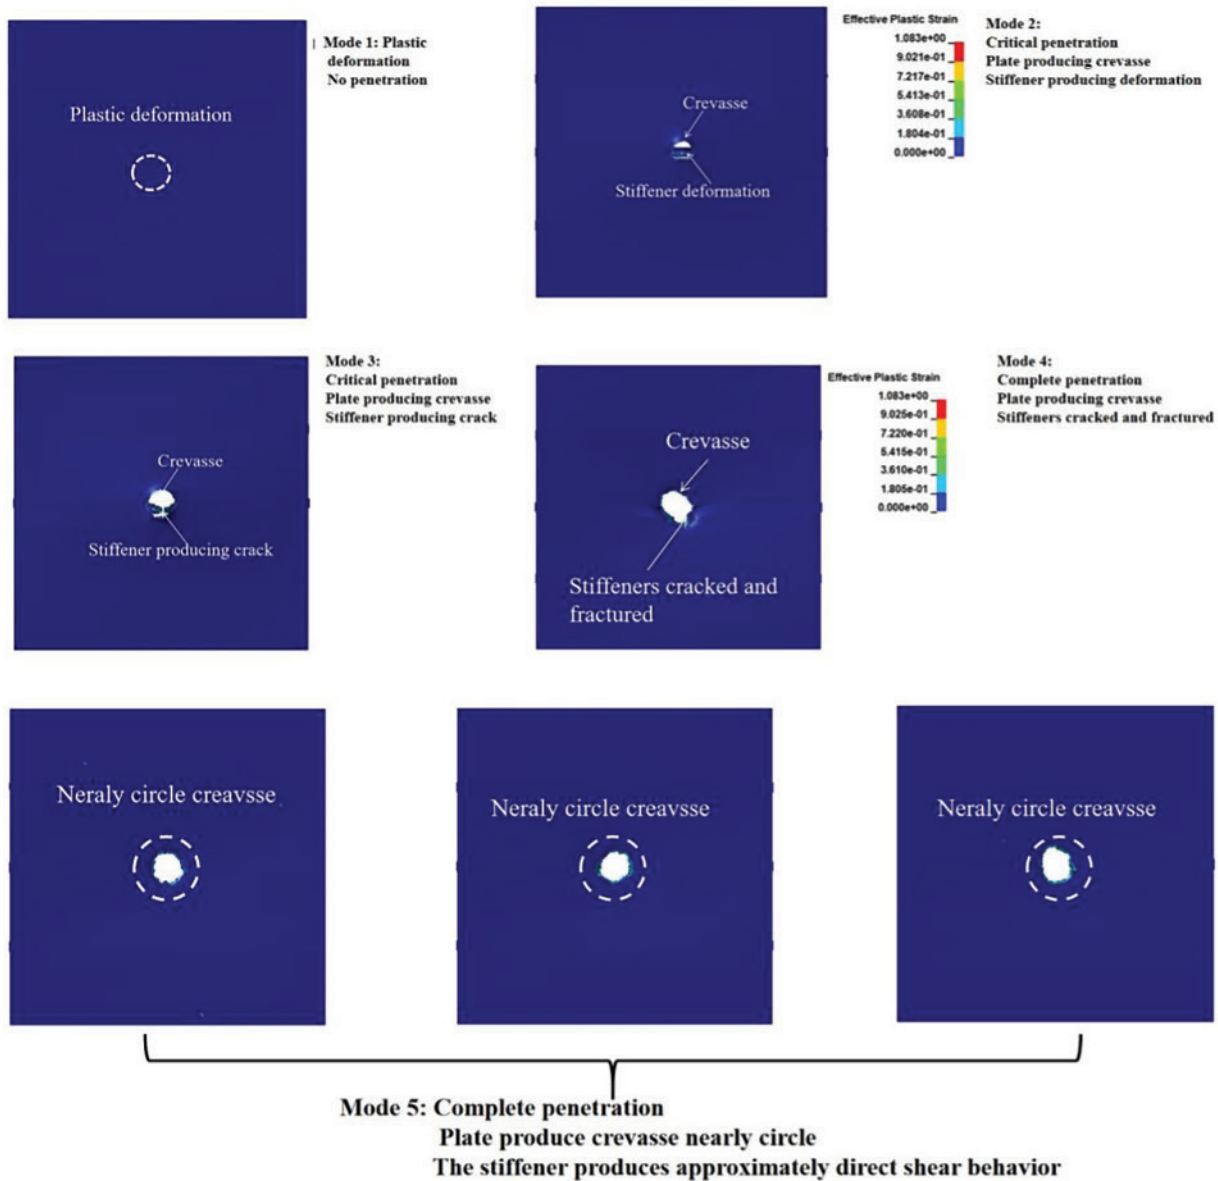 Mode 1: Plastic
deformation
No penetration
Plastic deformation
Effective Plastic Strain
1.083e+00
9.021e-01
7.217e-01
5.413e-01
3.608e-01
1.804e-01
0.000e+00
Mode 2:
Critical penetration
Plate producing crevasse
Stiffener producing deformation
Crevasse
Stiffener deformation
Mode 3:
Critical penetration
Plate producing crevasse
Stiffener producing crack
Crevasse
Stiffener producing crack
Effective Plastic Strain
1.083e+00
9.025e-01
7.220e-01
5.415e-01
3.610e-01
1.805e-01
0.000e+00
Mode 4:
Complete penetration
Plate producing crevasse
Stiffeners cracked and fractured
Crevasse
Stiffeners cracked and
fractured
Neraly circle creavsse
Neraly circle creavsse
Neraly circle creavsse
Mode 5: Complete penetration
Plate produce crevasse nearly circle
The stiffener produces approximately direct shear behavior